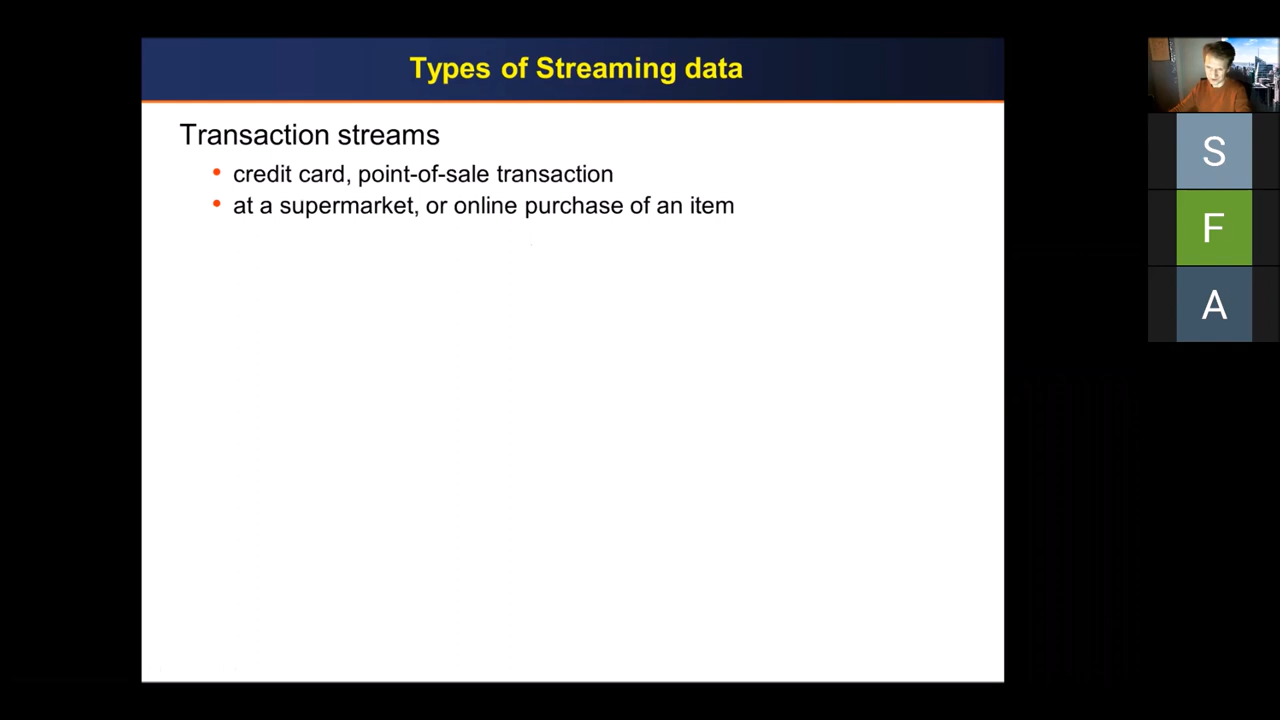 Types of Streaming data
Transaction streams
• credit card, point-of-sale transaction
• at a supermarket, or online purchase of an item
S
F
A